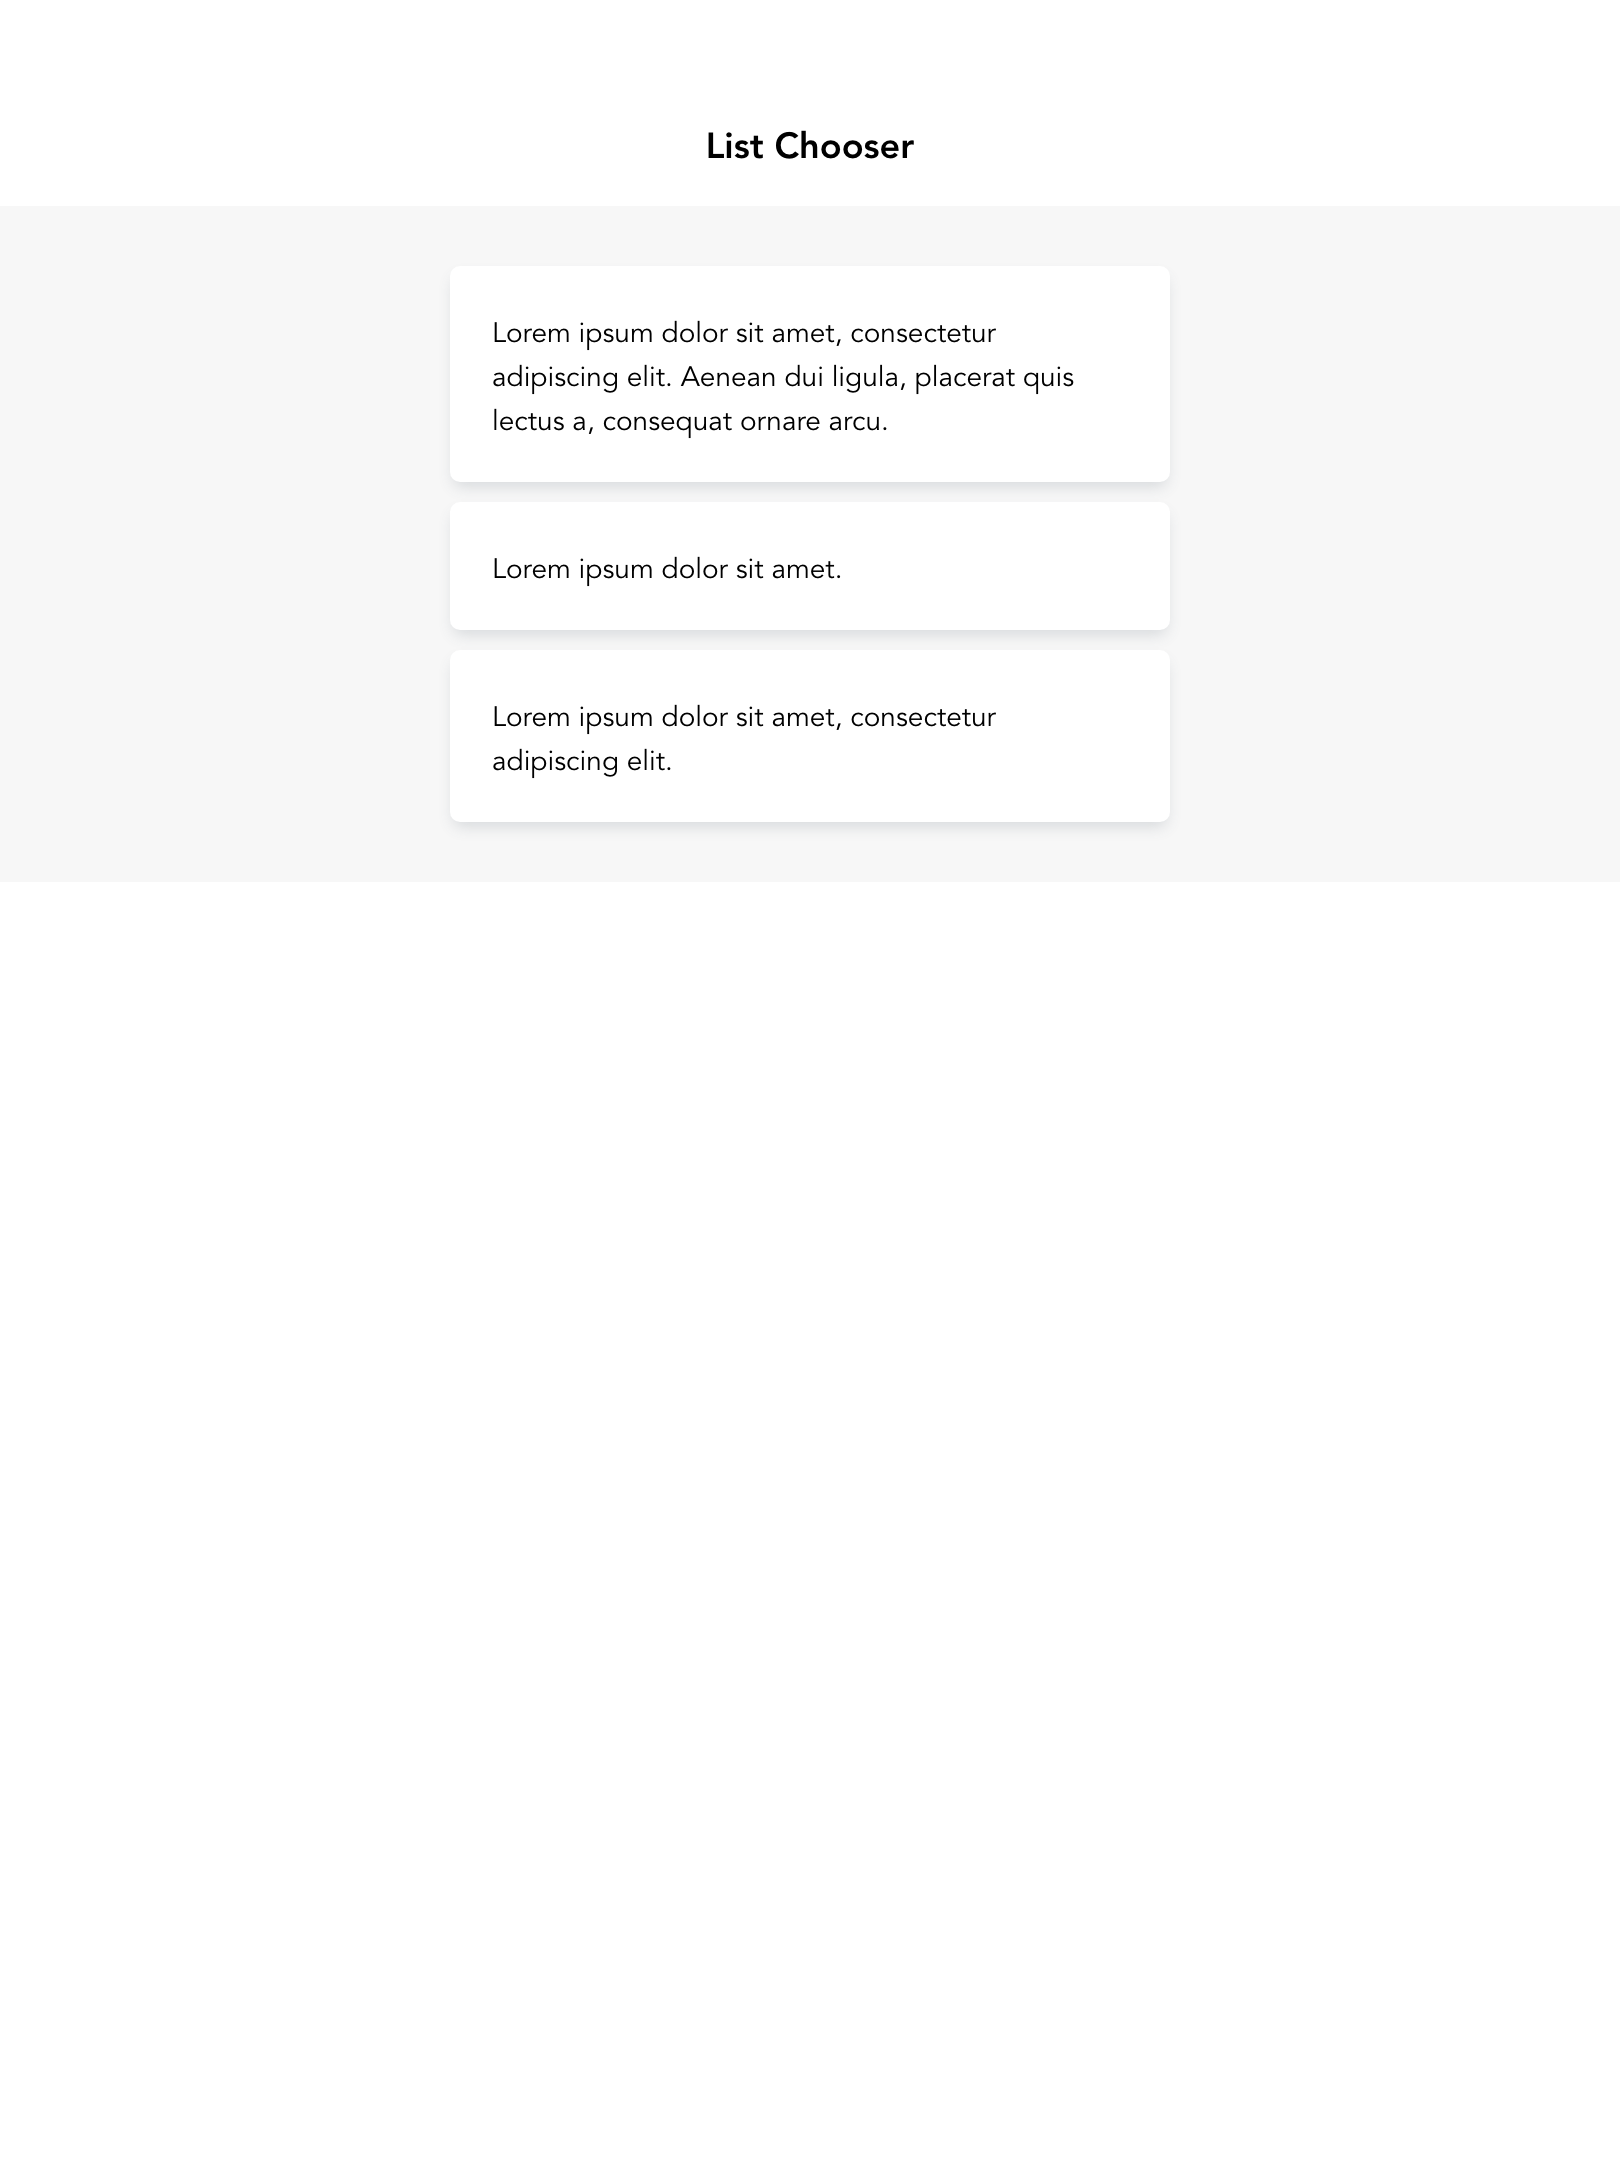 List Chooser
Lorem ipsum dolor sit amet, consectetur
adipiscing elit. Aenean dui ligula, placerat quis
lectus a, consequat ornare arcu.
Lorem ipsum dolor sit amet.
Lorem ipsum dolor sit amet, consectetur
adipiscing elit.